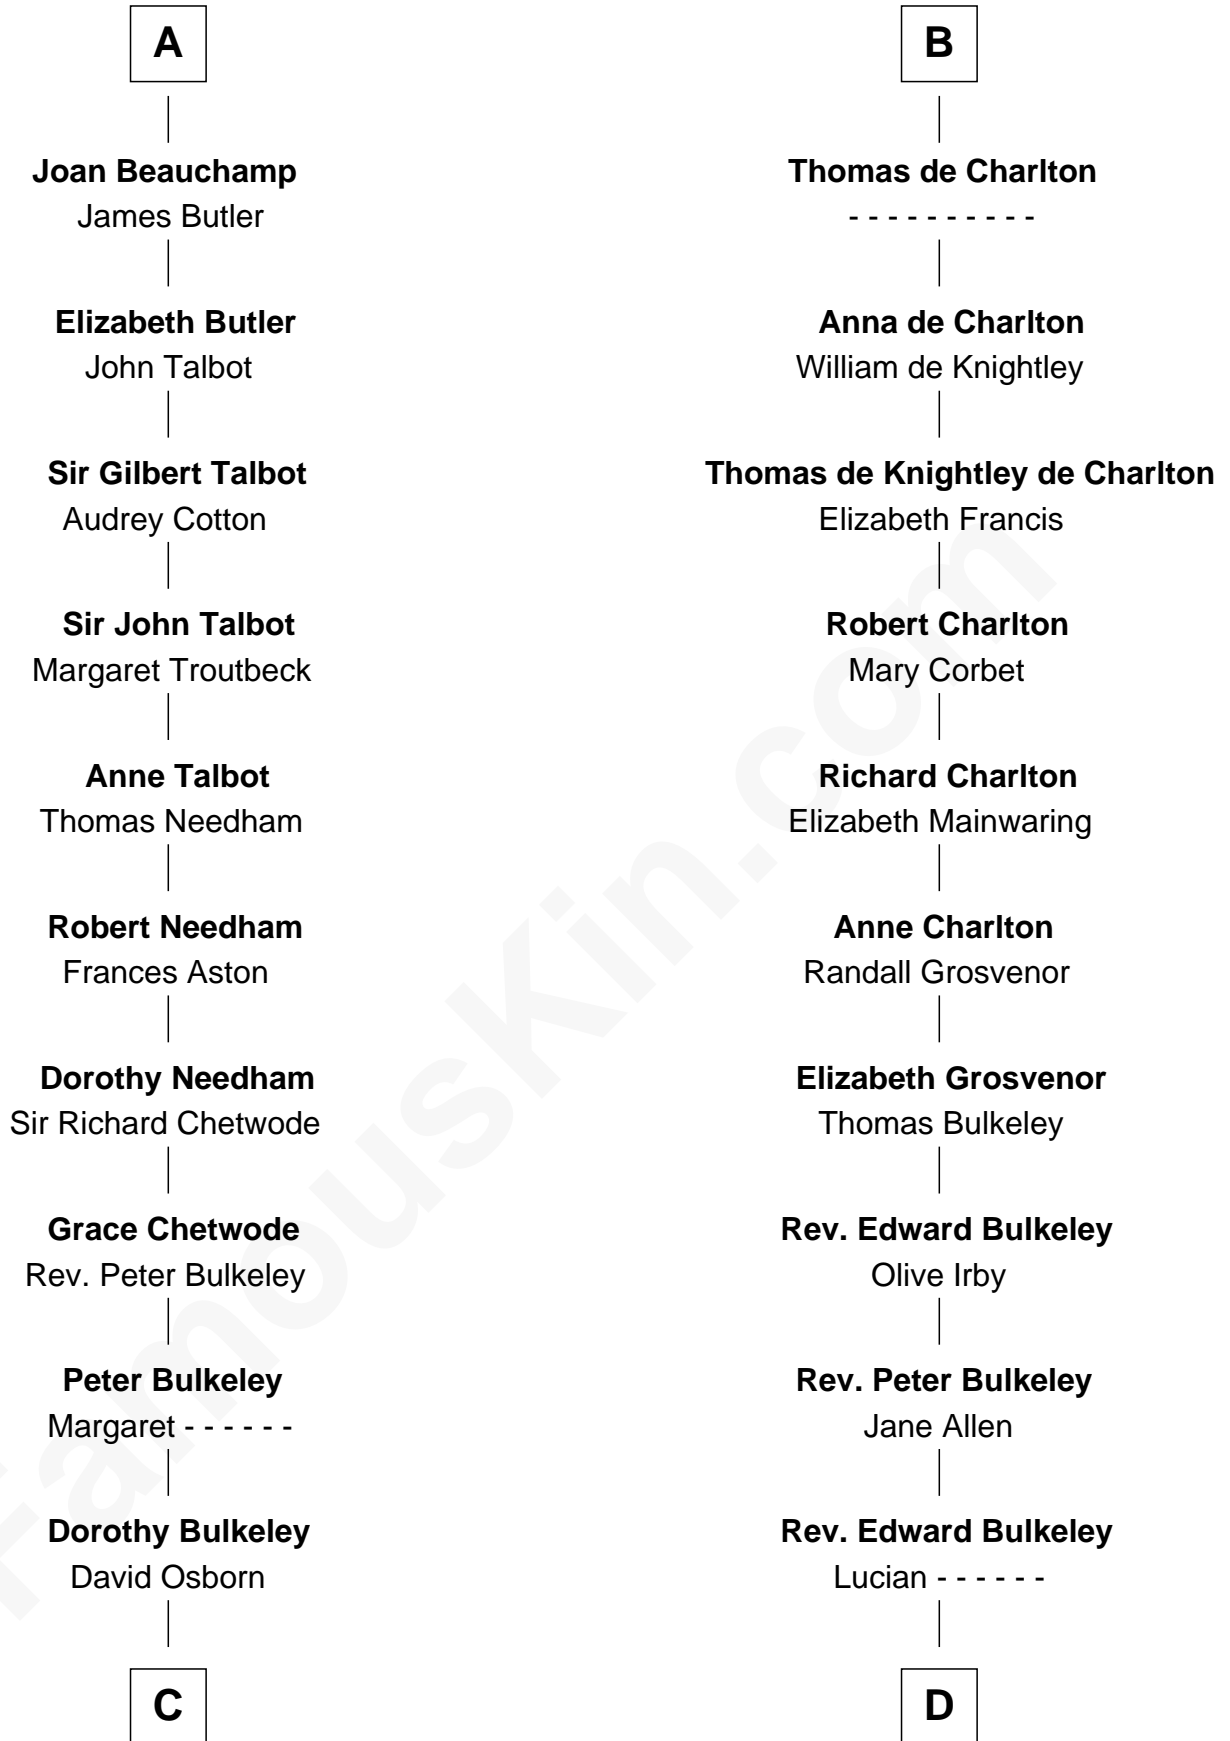 A
Joan Beauchamp
James Butler
Elizabeth Butler
John Talbot
Sir Gilbert Talbot
Audrey Cotton
Sir John Talbot
Margaret Troutbeck
Anne Talbot
Thomas Needham
Robert Needham
Frances Aston
Dorothy Needham
Sir Richard Chetwode
Grace Chetwode
Rev. Peter Bulkeley
Peter Bulkeley
Margaret - - - - - -
Dorothy Bulkeley
David Osborn
C
B
Thomas de Charlton
- - - - - - - - - -
Anna de Charlton
William de Knightley
Thomas de Knightley de Charlton
Elizabeth Francis
Robert Charlton
Mary Corbet
Richard Charlton
Elizabeth Mainwaring
Anne Charlton
Randall Grosvenor
Elizabeth Grosvenor
Thomas Bulkeley
Rev. Edward Bulkeley
Olive Irby
Rev. Peter Bulkeley
Jane Allen
Rev. Edward Bulkeley
Lucian - - - - - -
D
FamousKin.com